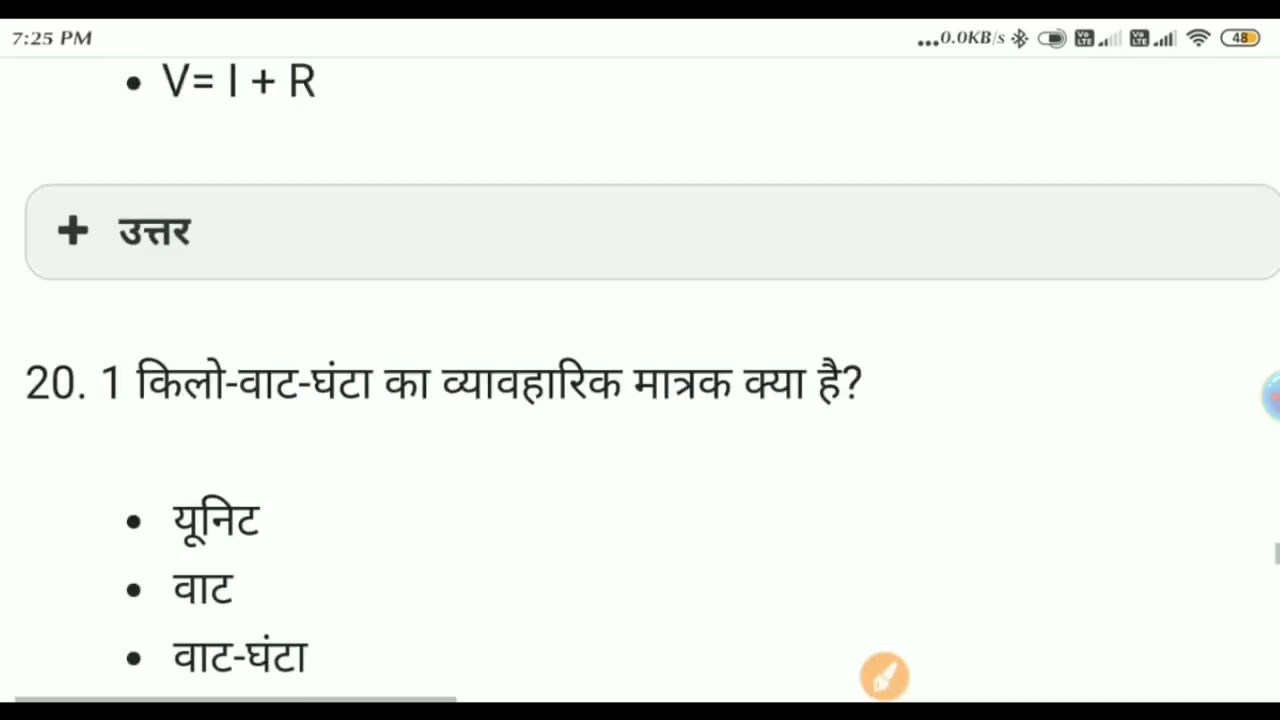 7:25 PM
...0.0KB/s
48
• V= I + R
+ उत्तर
20. 1 किलो-वाट-घंटा का व्यावहारिक मात्रक क्या है?
• यूनिट
• वाट
• वाट-घंटा